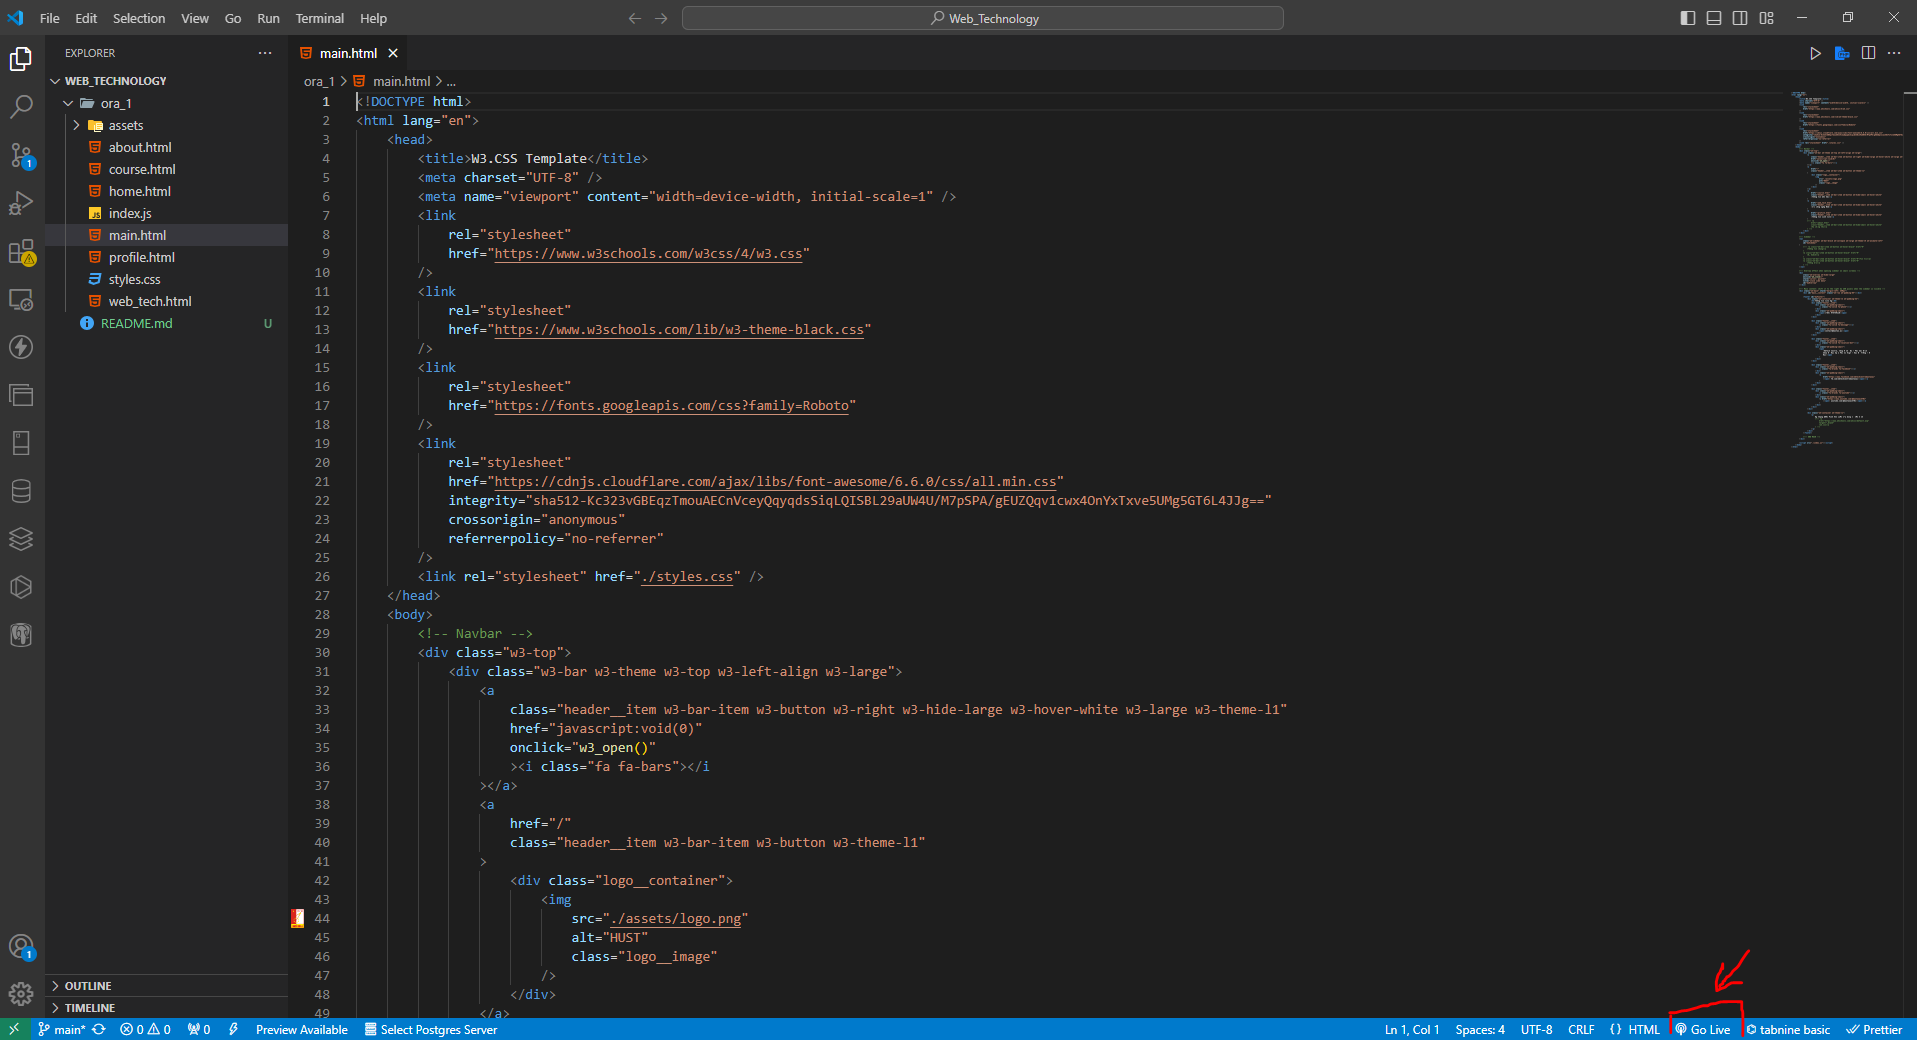 File Edit Selection View Go Run Terminal Help
Web_Technology
EXPLORER
WEB_TECHNOLOGY
ora_1
assets
about.html
course.html
home.html
JS index.js
main.html
profile.html
styles.css
web_tech.html
README.md U
1
1
OUTLINE
TIMELINE
main.html
ora_1 > main.html > ...
1 <!DOCTYPE html>
2 <html lang="en">
3 <head>
4 <title>W3.CSS Template</title>
5 <meta charset="UTF-8" />
6 <meta name="viewport" content="width=device-width, initial-scale=1" />
7 <link
8 rel="stylesheet"
9 href="https://www.w3schools.com/w3css/4/w3.css"
10 />
11 <link
12 rel="stylesheet"
13 href="https://www.w3schools.com/lib/w3-theme-black.css"
14 />
15 <link
16 rel="stylesheet"
17 href="https://fonts.googleapis.com/css?family=Roboto"
18 />
19 <link
20 rel="stylesheet"
21 href="https://cdnjs.cloudflare.com/ajax/libs/font-awesome/6.6.0/css/all.min.css"
22 integrity="sha512-Kc323vGBEqzTmouAECnVceyQqyqdsSiqLQISBL29aUW4U/M7pSPA/gEUZQqv1cwx4OnYxTxve5UMg5GT6L4JJg=="
23 crossorigin="anonymous"
24 referrerpolicy="no-referrer"
25 />
26 <link rel="stylesheet" href="./styles.css" />
27 </head>
28 <body>
29 <!-- Navbar -->
30 <div class="w3-top">
31 <div class="w3-bar w3-theme w3-top w3-left-align w3-large">
32 <a
33 class="header__item w3-bar-item w3-button w3-right w3-hide-large w3-hover-white w3-large w3-theme-l1"
34 href="javascript:void(0)"
35 onclick="w3_open()"
36 ><i class="fa fa-bars"></i
37 ></a>
38 <a
39 href="/"
40 class="header__item w3-bar-item w3-button w3-theme-l1"
41 >
42 <div class="logo__container">
43 <img
44 src="./assets/logo.png"
45 alt="HUST"
46 class="logo__image"
47 />
48 </div>
49 </a>
main* 0 0 0 Preview Available Select Postgres Server Ln 1, Col 1 Spaces: 4 UTF-8 CRLF {} HTML Go Live tabnine basic Prettier